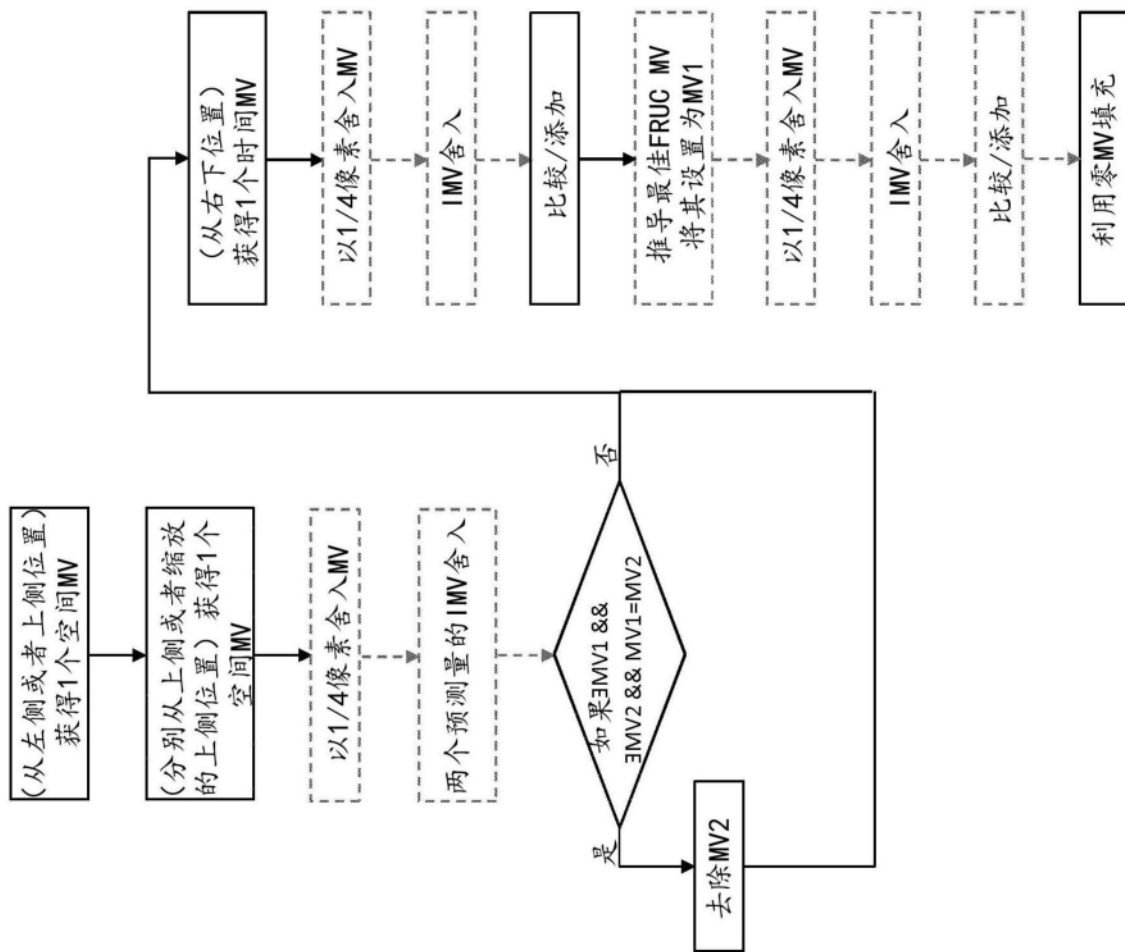 (从左侧或者上侧位置)
获得1个空间MV
(分别从上侧或者缩放
的上侧位置) 获得1个
空间MV
以1/4像素舍入MV
两个预测量的IMV舍入
如果∃MV1 &&
∃MV2 && MV1=MV2
是
否
去除MV2
(从右下位置)
获得1个时间MV
以1/4像素舍入MV
IMV舍入
比较/添加
推导最佳FRUC MV
将其设置为MV1
以1/4像素舍入MV
IMV舍入
比较/添加
利用零MV填充